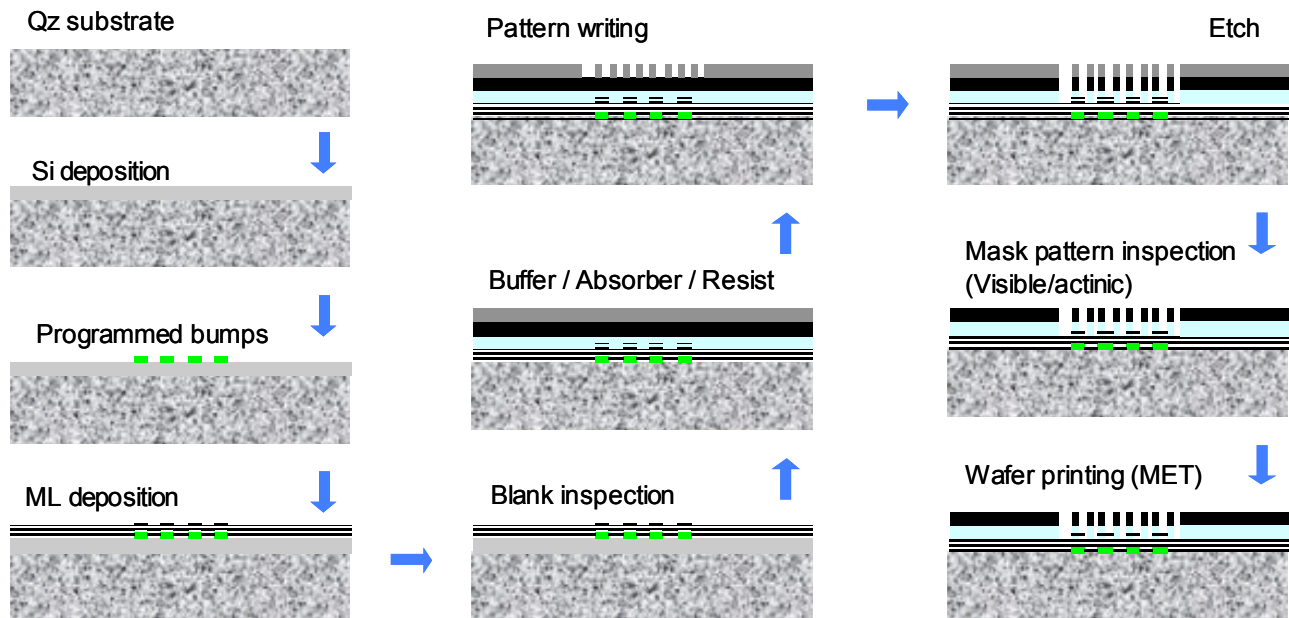 Qz substrate
Si deposition
Programmed bumps
ML deposition
Blank inspection
Buffer / Absorber / Resist
Pattern writing
Etch
Mask pattern inspection
(Visible/actinic)
Wafer printing (MET)